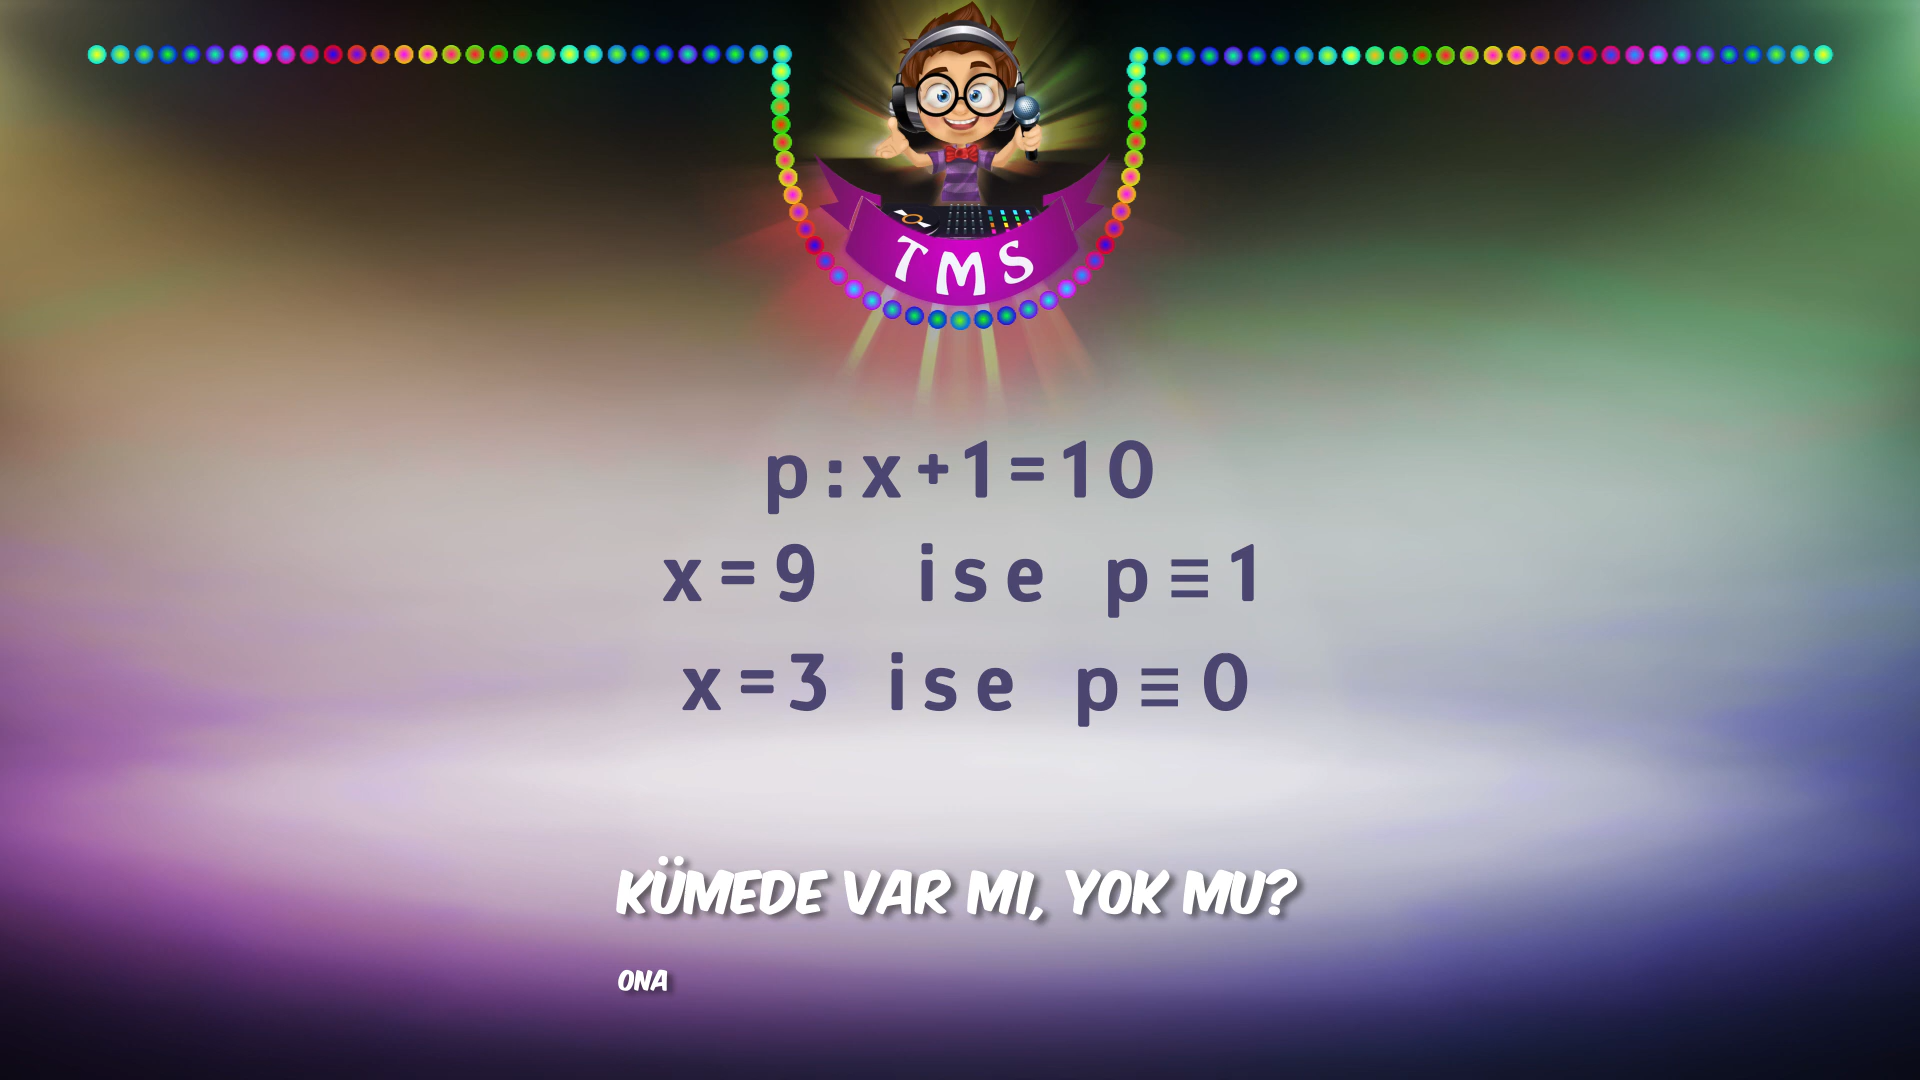 TMS
p:x+1=10
x=9 ise p≡1
x=3 ise p≡0
KÜMEDE VAR MI, YOK MU?
ONA